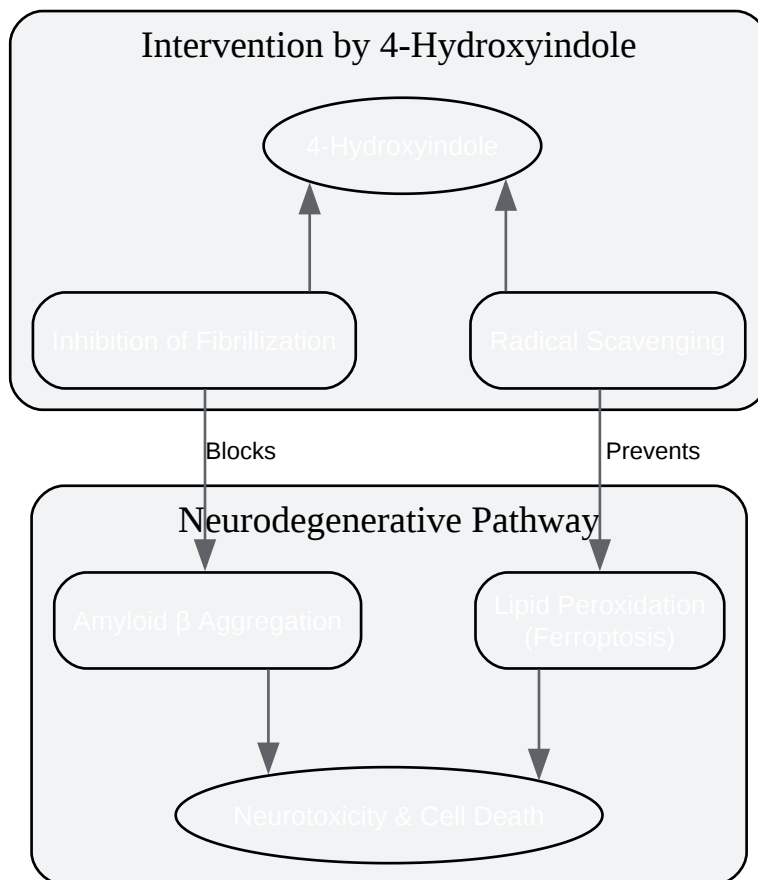 Intervention by 4-Hydroxyindole
4-Hydroxyindole
Inhibition of Fibrillization
Radical Scavenging
Blocks
Prevents
Neurodegenerative Pathway
Amyloid β Aggregation
Lipid Peroxidation
(Ferroptosis)
Neurotoxicity & Cell Death